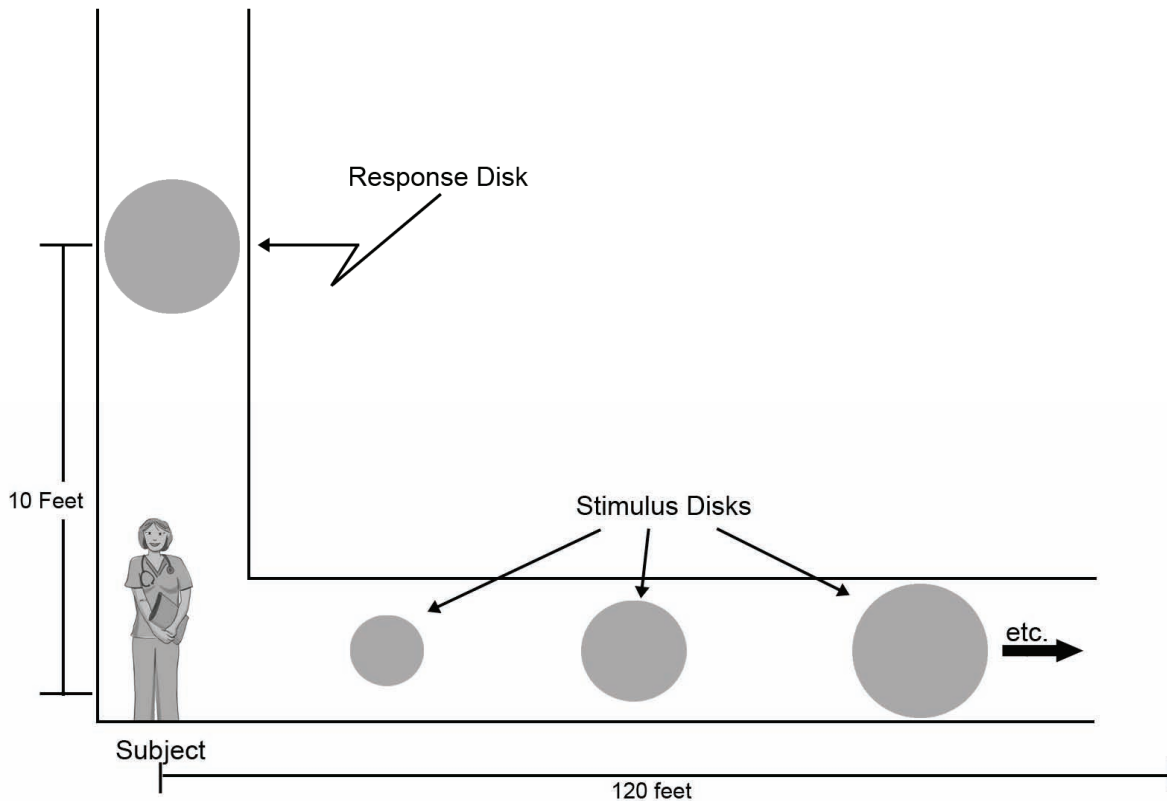 Response Disk
10 Feet
Stimulus Disks
etc.
Subject
120 feet